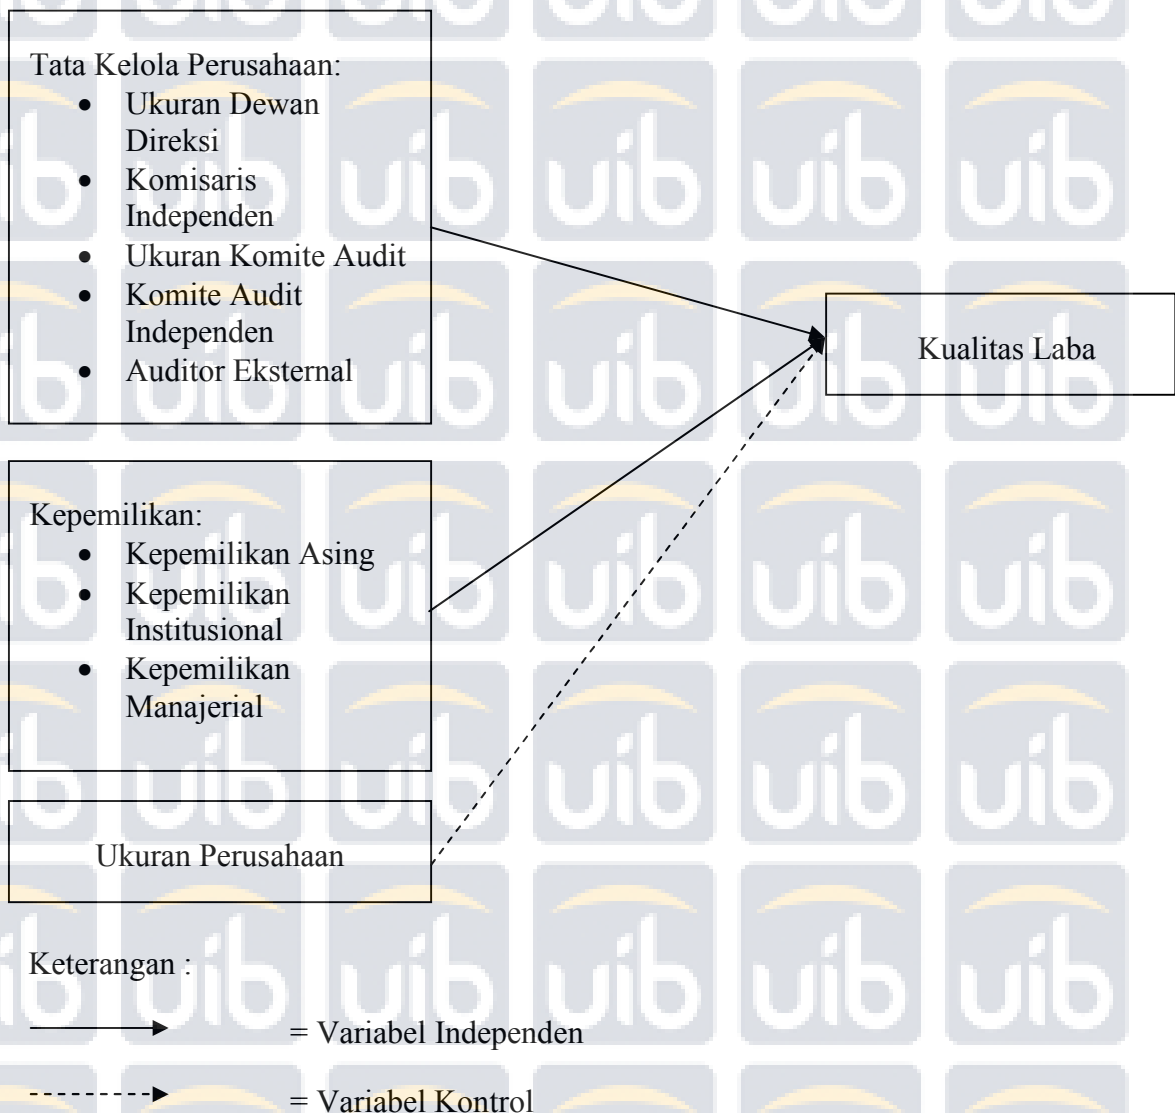 Tata Kelola Perusahaan:
• Ukuran Dewan
Direksi
• Komisaris
Independen
• Ukuran Komite Audit
• Komite Audit
Independen
• Auditor Eksternal
Kualitas Laba
Kepemilikan:
• Kepemilikan Asing
• Kepemilikan
Institusional
• Kepemilikan
Manajerial
Ukuran Perusahaan
Keterangan :
= Variabel Independen
= Variabel Kontrol
uib